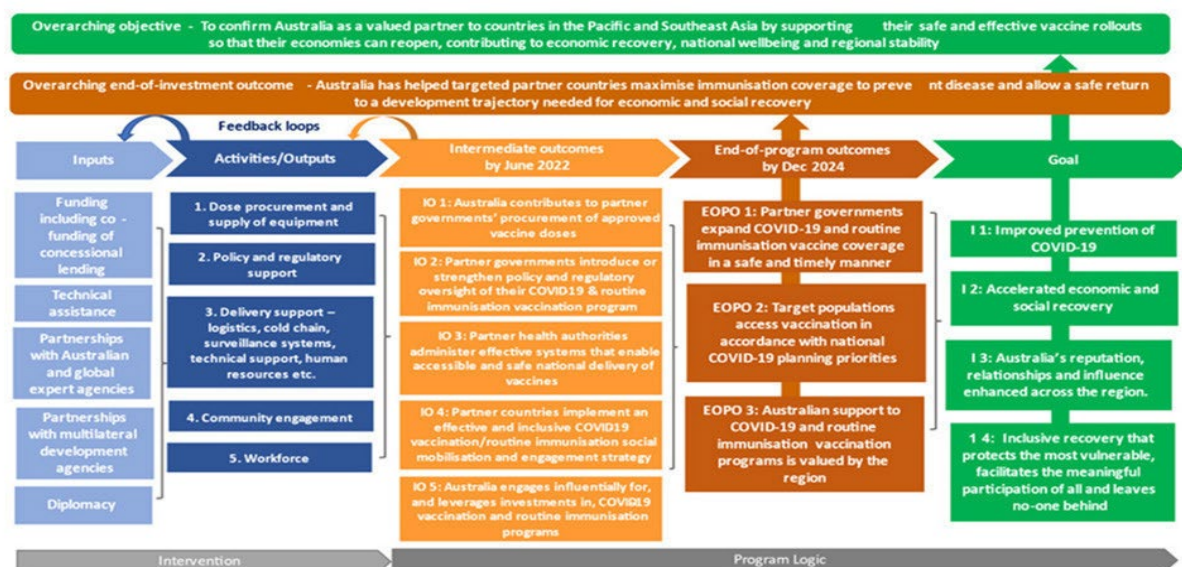 Overarching objective - To confirm Australia as a valued partner to countries in the Pacific and Southeast Asia by supporting their safe and effective vaccine rollouts
so that their economies can reopen, contributing to economic recovery, national wellbeing and regional stability
Overarching end-of-investment outcome - Australia has helped targeted partner countries maximise immunisation coverage to preve nt disease and allow a safe return
to a development trajectory needed for economic and social recovery
Feedback loops
Inputs
Funding
including co -
funding of
concessional
lending
Technical
assistance
Partnerships
with Australian
and global
expert agencies
Partnerships
with multilateral
development
agencies
Diplomacy
Activities/Outputs
1. Dose procurement and
supply of equipment
2. Policy and regulatory
support
3. Delivery support –
logistics, cold chain,
surveillance systems,
technical support, human
resources etc.
4. Community engagement
5. Workforce
Intermediate outcomes
by June 2022
IO 1: Australia contributes to
partner governments' procurement of approved
vaccine doses
IO 2: Partner governments introduce or
strengthen policy and regulatory
oversight of their COVID19 & routine
immunisation vaccination program
IO 3: Partner health authorities
administer effective systems that enable
accessible and safe national delivery of
vaccines
IO 4: Partner countries implement an
effective and inclusive COVID19
vaccination/routine immunisation social
mobilisation and engagement strategy
IO 5: Australia engages influentially for,
and leverages investments in, COVID19
vaccination and routine immunisation
programs
End-of-program outcomes
by Dec 2024
EOPO 1: Partner governments
expand COVID-19 and routine
immunisation vaccine coverage
in a safe and timely manner
EOPO 2: Target populations
access vaccination in
accordance with national
COVID-19 planning priorities
EOPO 3: Australian support to
COVID-19 and routine
immunisation vaccination
programs is valued by the
region
Goal
I 1: Improved prevention of
COVID-19
I 2: Accelerated economic and
social recovery
I 3: Australia's reputation,
relationships and influence
enhanced across the region.
1 4: Inclusive recovery that
protects the most vulnerable,
facilitates the meaningful
participation of all and leaves
no-one behind
Intervention
Program Logic